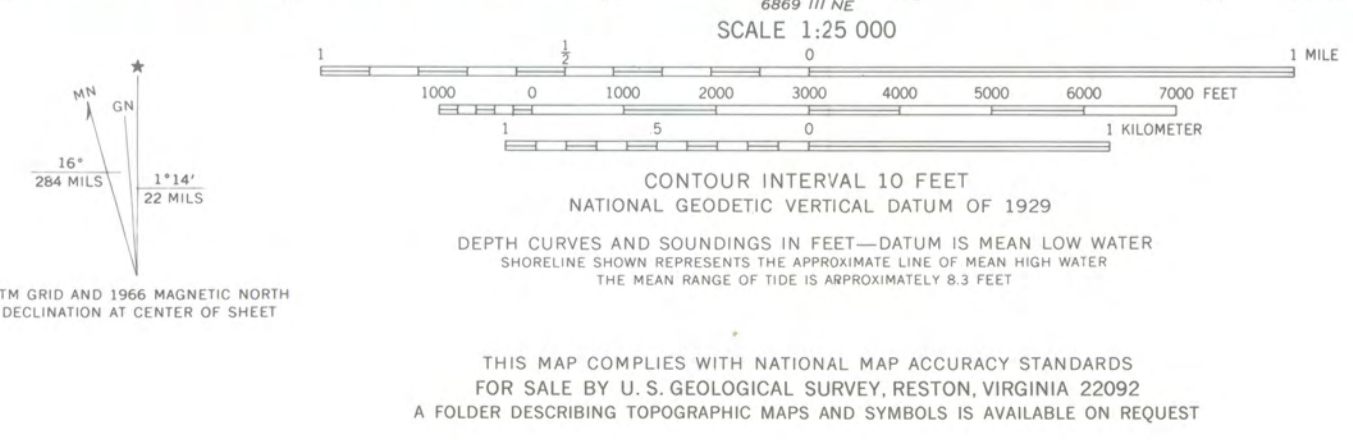 6869 III NE
SCALE 1:25 000
1 ½ 0 1 MILE
1000 0 1000 2000 3000 4000 5000 6000 7000 FEET
1 .5 0 1 KILOMETER
CONTOUR INTERVAL 10 FEET
NATIONAL GEODETIC VERTICAL DATUM OF 1929
DEPTH CURVES AND SOUNDINGS IN FEET—DATUM IS MEAN LOW WATER
SHORELINE SHOWN REPRESENTS THE APPROXIMATE LINE OF MEAN HIGH WATER
THE MEAN RANGE OF TIDE IS APPROXIMATELY 8.3 FEET
MN
GN
16°
284 MILS
1°14'
22 MILS
TM GRID AND 1966 MAGNETIC NORTH
DECLINATION AT CENTER OF SHEET
THIS MAP COMPLIES WITH NATIONAL MAP ACCURACY STANDARDS
FOR SALE BY U.S. GEOLOGICAL SURVEY, RESTON, VIRGINIA 22092
A FOLDER DESCRIBING TOPOGRAPHIC MAPS AND SYMBOLS IS AVAILABLE ON REQUEST